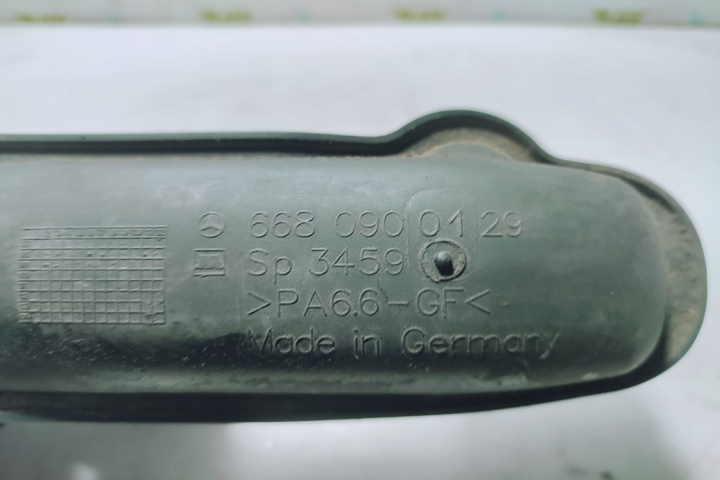 668 090 01 29
Sp 3459
>PA6.6-GF<
Made in Germany